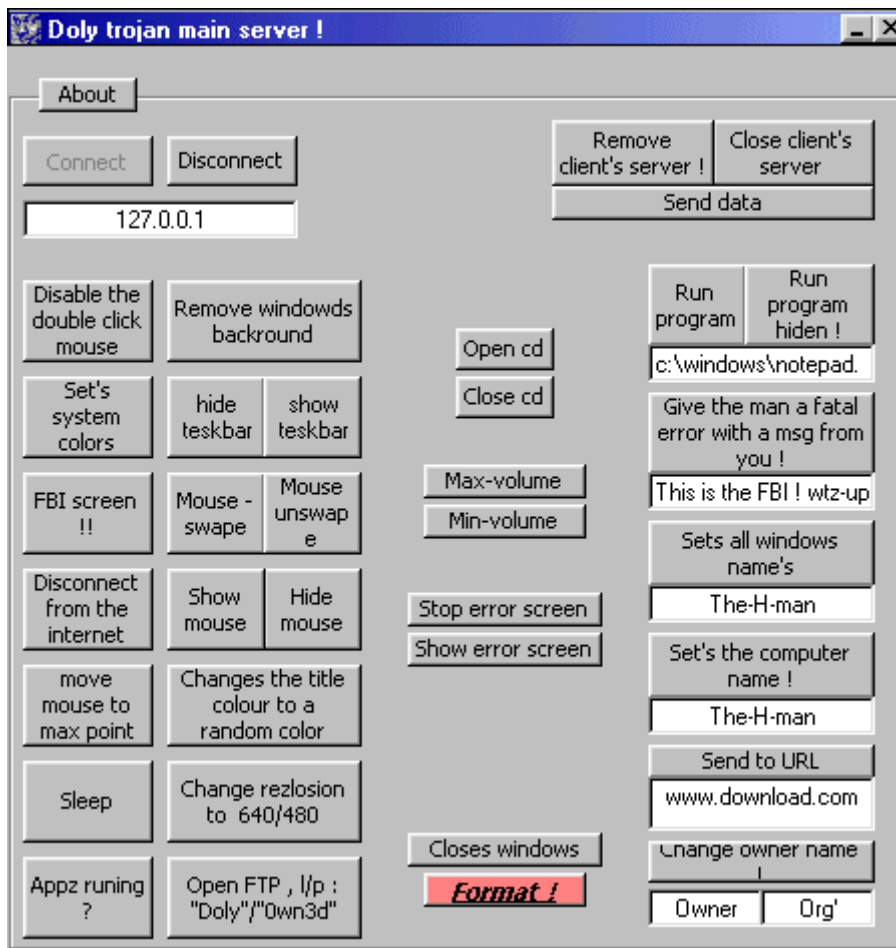 Doly trojan main server !
About
Connect
Disconnect
127.0.0.1
Remove
client's server !
Close client's
server
Send data
Disable the
double click
mouse
Remove windowds
backround
Set's
system
colors
hide
teskbar
show
teskbar
FBI screen
!!
Mouse -
swape
Mouse
unswap
e
Disconnect
from the
internet
Show
mouse
Hide
mouse
move
mouse to
max point
Changes the title
colour to a
random color
Sleep
Change rezlosion
to 640/480
Appz runing
?
Open FTP , l/p :
"Doly"/"0wn3d"
Open cd
Close cd
Max-volume
Min-volume
Stop error screen
Show error screen
Closes windows
Format !
Run
program
Run
program
hiden !
c:\windows\notepad.
Give the man a fatal
error with a msg from
you !
This is the FBI ! wtz-up
Sets all windows
name's
The-H-man
Set's the computer
name !
The-H-man
Send to URL
www.download.com
Change owner name
!
Owner
Org'